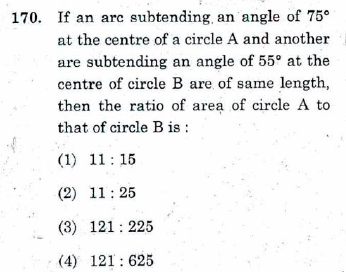 170. If an arc subtending an angle of 75°
at the centre of a circle A and another
are subtending an angle of 55° at the
centre of circle B are of same length,
then the ratio of area of circle A to
that of circle B is :
(1) 11 : 15
(2) 11 : 25
(3) 121 : 225
(4) 121 : 625